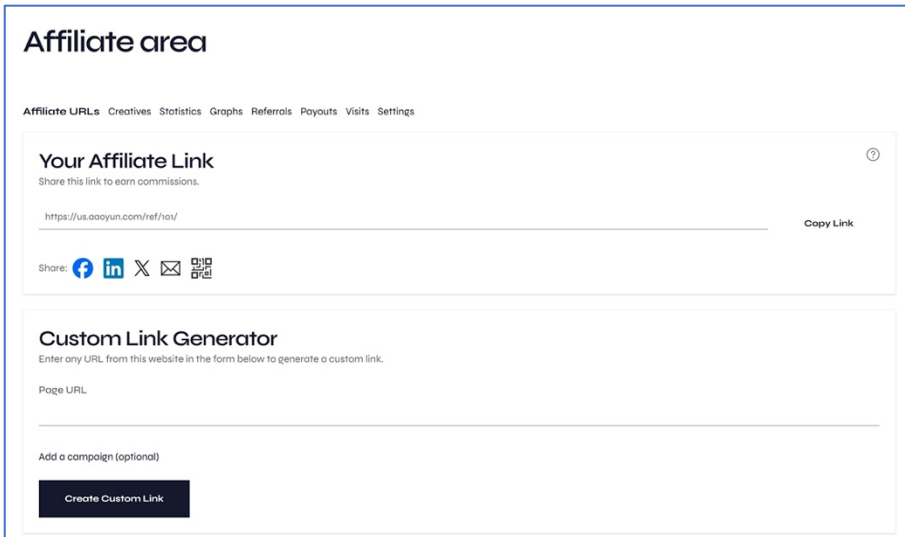 Affiliate area
Affiliate URLs Creatives Statistics Graphs Referrals Payouts Visits Settings
Your Affiliate Link
Share this link to earn commissions.
https://us.aaoyun.com/ref/101/
Copy Link
Share:
Custom Link Generator
Enter any URL from this website in the form below to generate a custom link.
Page URL
Add a campaign (optional)
Create Custom Link